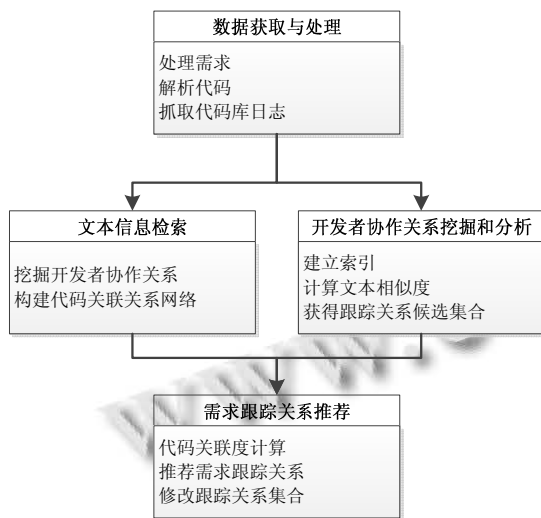 数据获取与处理
处理需求
解析代码
抓取代码库日志
文本信息检索
挖掘开发者协作关系
构建代码关联关系网络
开发者协作关系挖掘和分析
建立索引
计算文本相似度
获得跟踪关系候选集合
需求跟踪关系推荐
代码关联度计算
推荐需求跟踪关系
修改跟踪关系集合